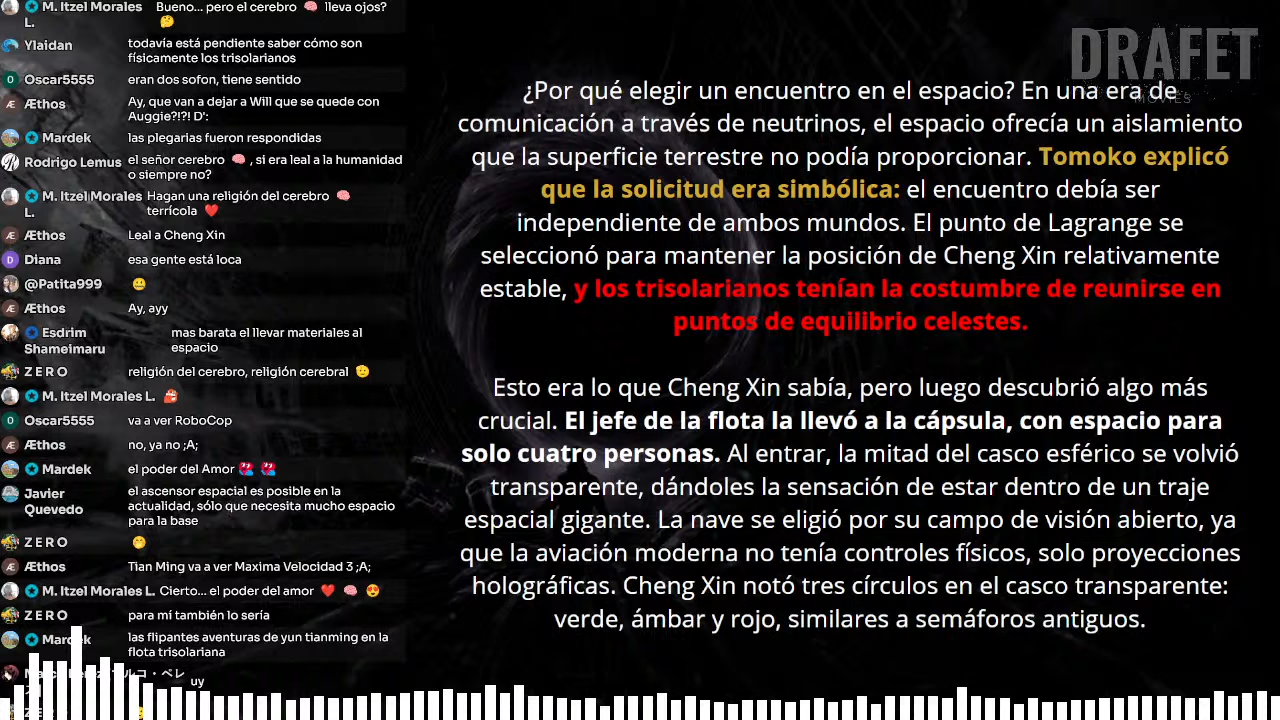 M. Itzel Morales L. Bueno... pero el cerebro 🧠 lleva ojos? 🤔
Ylaidan todavía está pendiente saber cómo son
físicamente los trisolarianos
Oscar5555 eran dos sofon, tiene sentido
Æthos Ay, que van a dejar a Will que se quede con
Auggie?!?! D':
Mardek las plegarias fueron respondidas
Rodrigo Lemus el señor cerebro 🧠 , si era leal a la humanidad
o siempre no?
M. Itzel Morales L. Hagan una religión del cerebro 🧠
terrícola ❤️
Æthos Leal a Cheng Xin
D Diana esa gente está loca
@Patita999
Æthos Ay, ayy
Esdrim Shameimaru mas barata el llevar materiales al
espacio
Z E R O religión del cerebro, religión cerebral 🫡
M. Itzel Morales L.
Oscar5555 va a ver RoboCop
Æthos no, ya no ;A;
Mardek el poder del Amor
Javier Quevedo el ascensor espacial es posible en la
actualidad, sólo que necesita mucho espacio
para la base
Z E R O
Æthos Tian Ming va a ver Maxima Velocidad 3 ;A;
M. Itzel Morales L. Cierto... el poder del amor ❤️ 🧠 😍
Z E R O para mí también lo sería
Mardek las flipantes aventuras de yun tianming en la
flota trisolariana
uy
DRAFET
MOVIES
¿Por qué elegir un encuentro en el espacio? En una era de
comunicación a través de neutrinos, el espacio ofrecía un aislamiento
que la superficie terrestre no podía proporcionar. Tomoko explicó
que la solicitud era simbólica: el encuentro debía ser
independiente de ambos mundos. El punto de Lagrange se
seleccionó para mantener la posición de Cheng Xin relativamente
estable, y los trisolarianos tenían la costumbre de reunirse en
puntos de equilibrio celestes.
Esto era lo que Cheng Xin sabía, pero luego descubrió algo más
crucial. El jefe de la flota la llevó a la cápsula, con espacio para
solo cuatro personas. Al entrar, la mitad del casco esférico se volvió
transparente, dándoles la sensación de estar dentro de un traje
espacial gigante. La nave se eligió por su campo de visión abierto, ya
que la aviación moderna no tenía controles físicos, solo proyecciones
holográficas. Cheng Xin notó tres círculos en el casco transparente:
verde, ámbar y rojo, similares a semáforos antiguos.